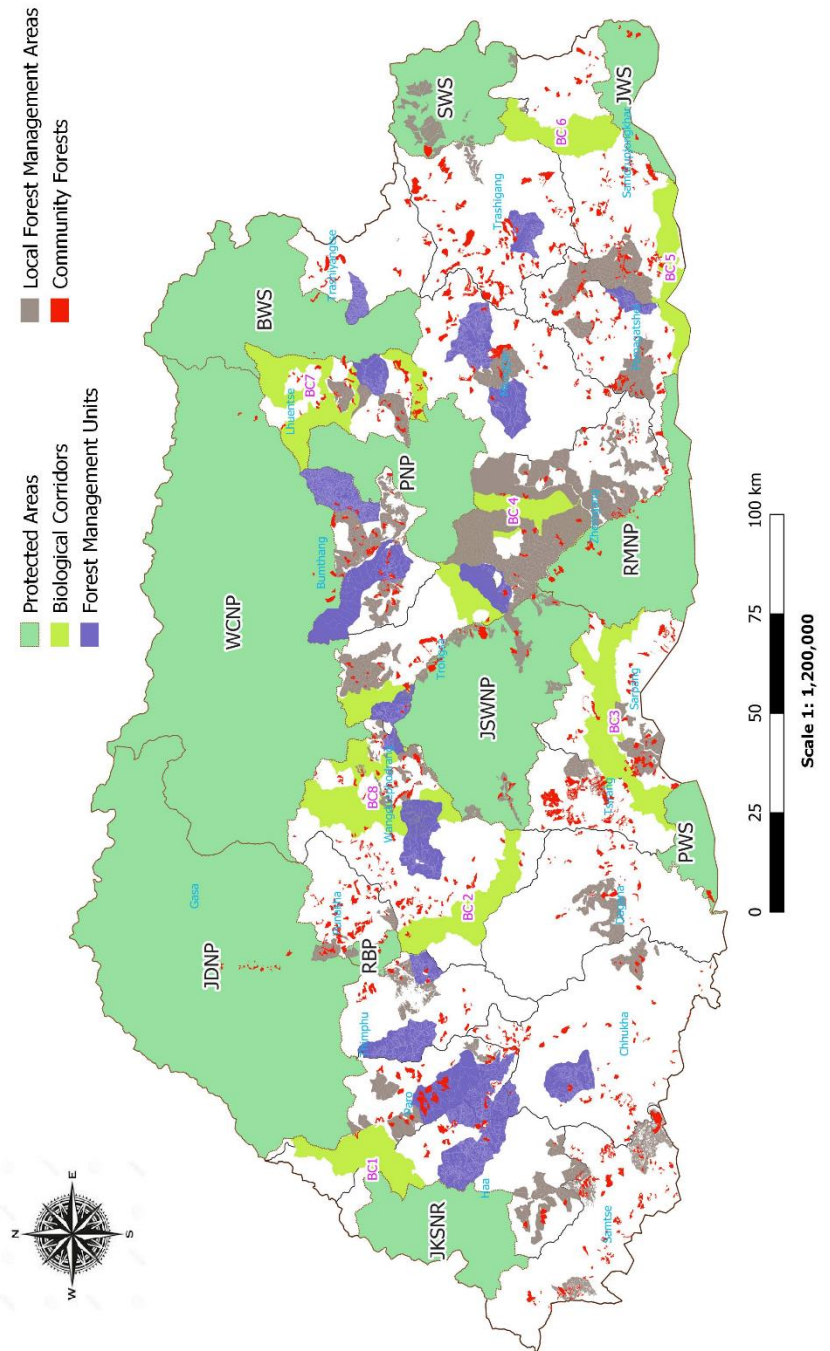 N
W
E
S
Protected Areas
Biological Corridors
Forest Management Units
Local Forest Management Areas
Community Forests
Gasa
JDNP
WCNP
BWS
Lhuentse
BC7
Trashiyangtse
Bumthang
PNP
SWS
Punakha
RBP
Thimphu
BC8
Trongsa
Paro
BC1
BC-2
JSWNP
BC-4
Trashigang
BC-6
JKSNR
Haa
Zhemgang
JWS
BC-5
RMNP
Chhukha
Tsirang
BC3
Sarpang
Samtse
PWS
0
25
50
75
100 km
Scale 1: 1,200,000